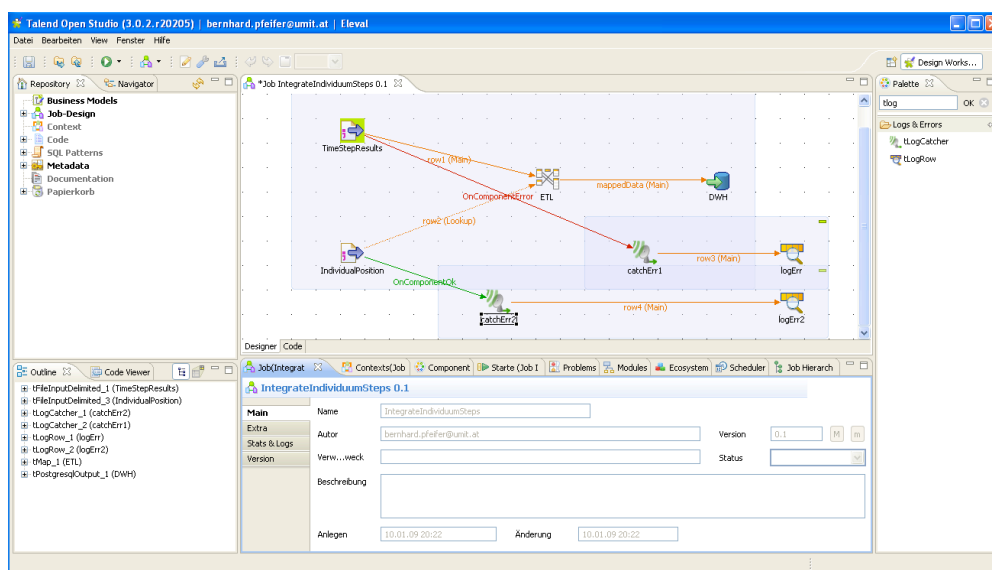 Talend Open Studio (3.0.2.r20205) | bernhard.pfeifer@umit.at | Eleval
Datei Bearbeiten View Fenster Hilfe
Design Works...
Repository Navigator
Business Models
Job-Design
Context
Code
SQL Patterns
Metadata
Documentation
Papierkorb
*Job IntegrateIndividuumSteps 0.1
TimeStepResults
row1 (Main)
OnComponentError
ETL
mappedData (Main)
DWH
row2 (Lookup)
IndividualPosition
OnComponentOk
catchErr1
row3 (Main)
logErr
catchErr2
row4 (Main)
logErr2
Designer Code
Palette
tlog OK
Logs & Errors
tLogCatcher
tLogRow
Outline Code Viewer
tFileInputDelimited_1 (TimeStepResults)
tFileInputDelimited_3 (IndividualPosition)
tLogCatcher_1 (catchErr2)
tLogCatcher_2 (catchErr1)
tLogRow_1 (logErr)
tLogRow_2 (logErr2)
tMap_1 (ETL)
tPostgresqlOutput_1 (DWH)
Job(Integrat Contexts(Job Component Starte (Job I Problems Modules Ecosystem Scheduler Job Hierarch
IntegrateIndividuumSteps 0.1
Main
Extra
Stats & Logs
Version
Name IntegrateIndividuumSteps
Autor bernhard.pfeifer@umit.at Version 0.1 M m
Verw...weck Status
Beschreibung
Anlegen 10.01.09 20:22 Änderung 10.01.09 20:22